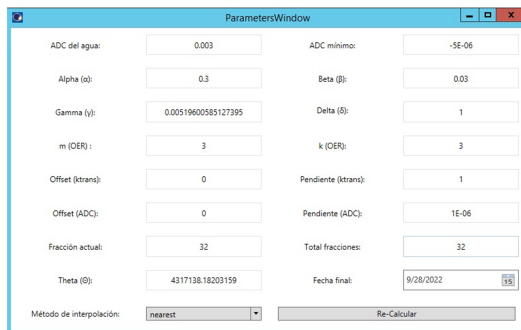 ParametersWindow
ADC del agua: 0.003 ADC mínimo: -5E-06
Alpha (α): 0.3 Beta (β): 0.03
Gamma (γ): 0.00519600585127395 Delta (δ): 1
m (OER) : 3 k (OER): 3
Offset (ktrans): 0 Pendiente (ktrans): 1
Offset (ADC): 0 Pendiente (ADC): 1E-06
Fracción actual: 32 Total fracciones: 32
Theta (Θ): 4317138.18203159 Fecha final: 9/28/2022 15
Método de interpolación: nearest Re-Calcular